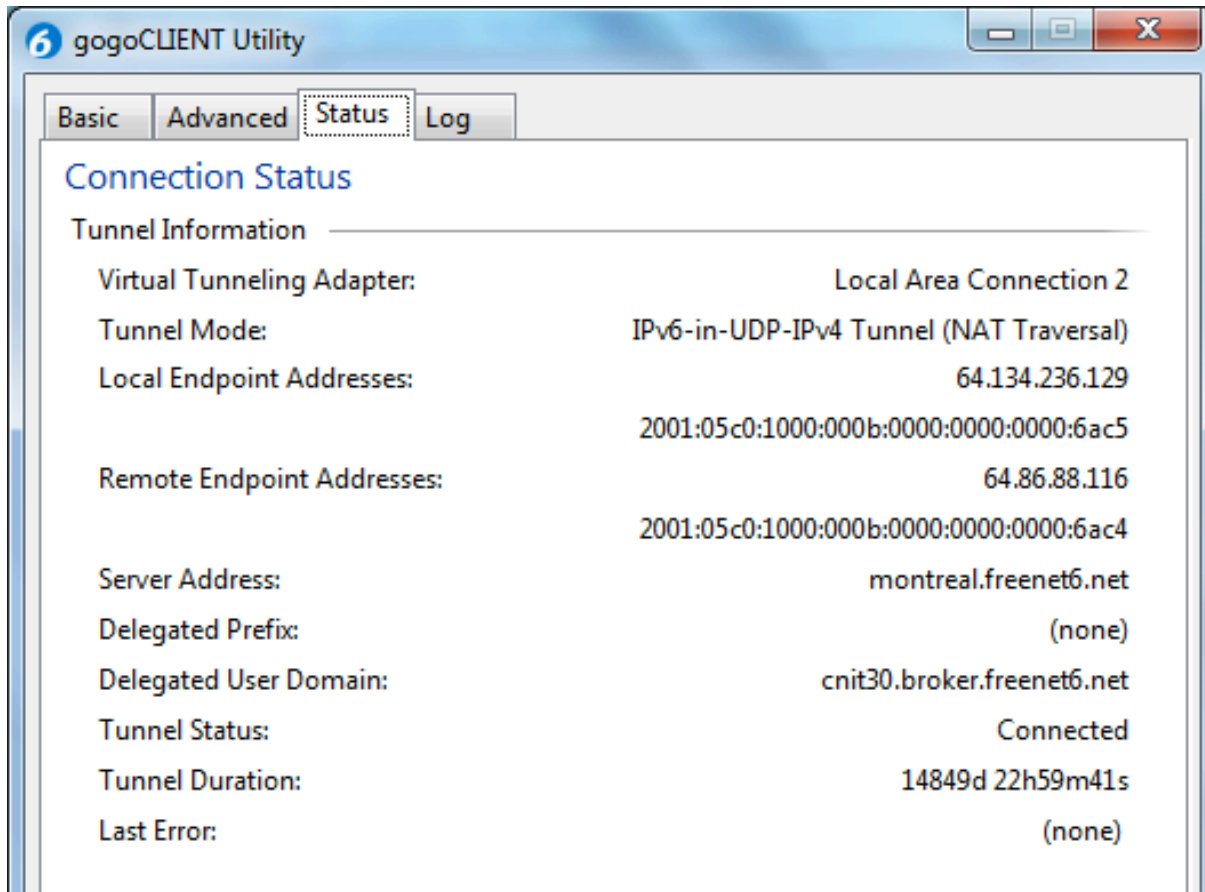 6 gogoCLIENT Utility
Basic Advanced Status Log
Connection Status
Tunnel Information
Virtual Tunneling Adapter: Local Area Connection 2
Tunnel Mode: IPv6-in-UDP-IPv4 Tunnel (NAT Traversal)
Local Endpoint Addresses: 64.134.236.129
2001:05c0:1000:000b:0000:0000:0000:6ac5
Remote Endpoint Addresses: 64.86.88.116
2001:05c0:1000:000b:0000:0000:0000:6ac4
Server Address: montreal.freenet6.net
Delegated Prefix: (none)
Delegated User Domain: cnit30.broker.freenet6.net
Tunnel Status: Connected
Tunnel Duration: 14849d 22h59m41s
Last Error: (none)